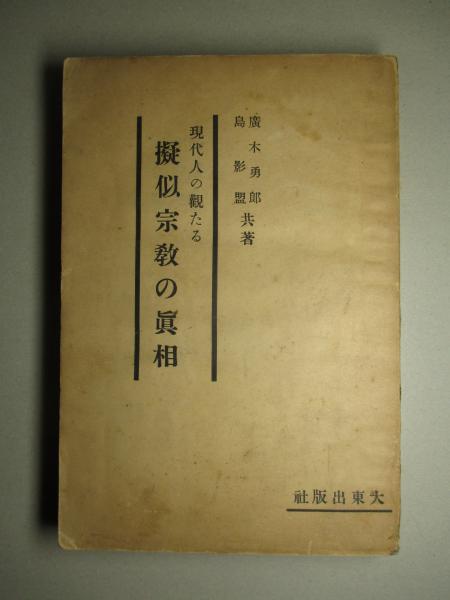 廣木勇郎
島影盟 共著
現代人の觀たる
擬似宗教の眞相
大東出版社